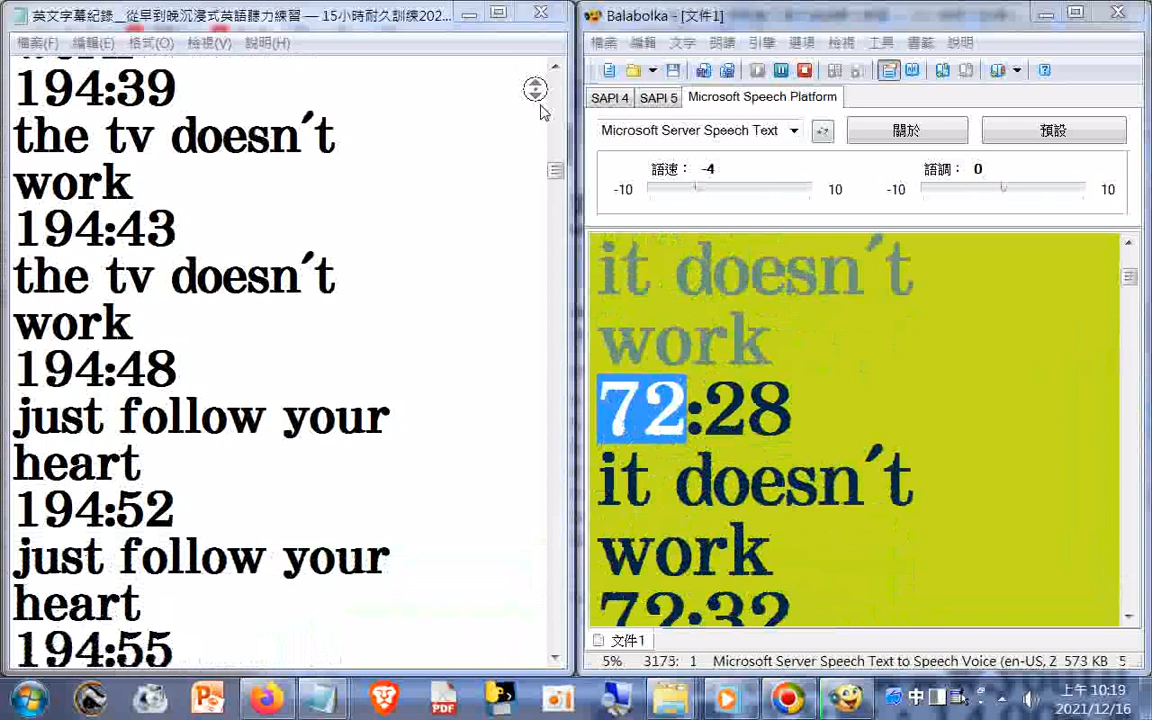 英文字幕紀錄__從早到晚沉浸式英語聽力練習 — 15小時耐久訓練202...
檔案(F) 編輯(E) 格式(O) 檢視(V) 說明(H)
194:39
the tv doesn´t
work
194:43
the tv doesn´t
work
194:48
just follow your
heart
194:52
just follow your
heart
194:55
Balabolka - [文件1]
檔案 編輯 文字 朗讀 引擎 選項 檢視 工具 書籤 說明
SAPI 4 SAPI 5 Microsoft Speech Platform
Microsoft Server Speech Text 關於 預設
語速： -4 語調： 0
-10 10 -10 10
it doesn´t
work
72:28
it doesn´t
work
72:32
文件1
5% 3173: 1 Microsoft Server Speech Text to Speech Voice (en-US, 2 573 KB 5
PDF
中
上午 10:19
2021/12/16